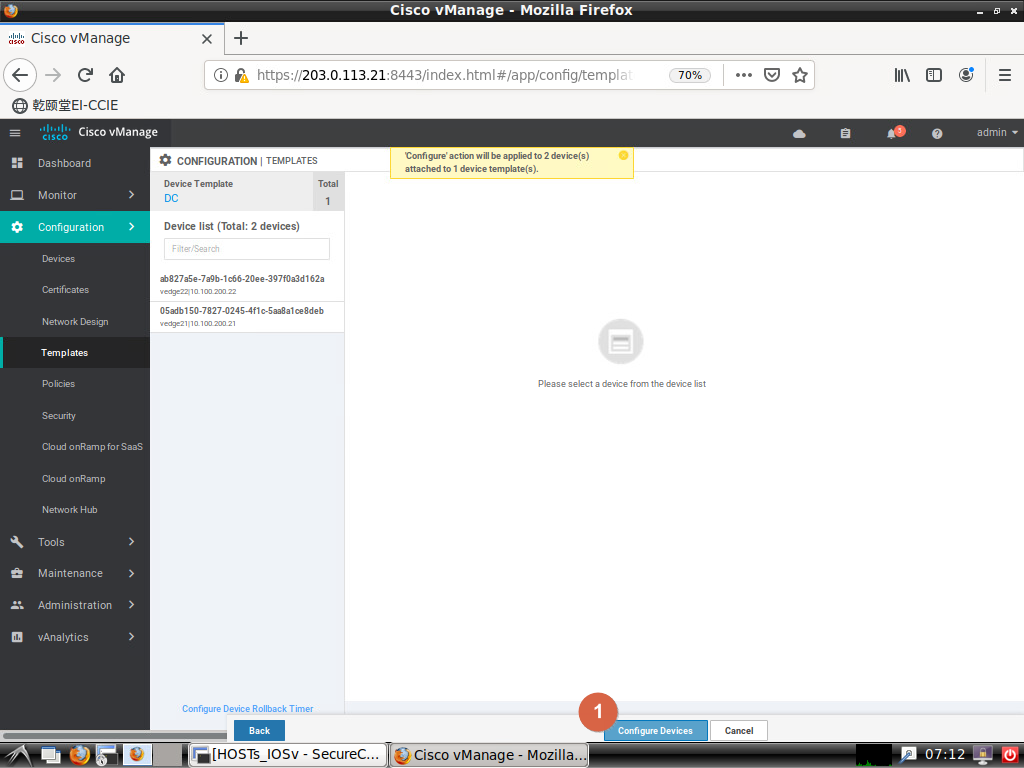 Cisco vManage - Mozilla Firefox
Cisco vManage
https://203.0.113.21:8443/index.html#/app/config/templat
70%
乾颐堂EI-CCIE
cisco Cisco vManage
admin
Dashboard
Monitor
Configuration
Devices
Certificates
Network Design
Templates
Policies
Security
Cloud onRamp for SaaS
Cloud onRamp
Network Hub
Tools
Maintenance
Administration
vAnalytics
CONFIGURATION | TEMPLATES
'Configure' action will be applied to 2 device(s)
attached to 1 device template(s).
Device Template
DC
Total
1
Device list (Total: 2 devices)
Filter/Search
ab827a5e-7a9b-1c66-20ee-397f0a3d162a
vedge22|10.100.200.22
05adb150-7827-0245-4f1c-5aa8a1ce8deb
vedge21|10.100.200.21
Please select a device from the device list
Configure Device Rollback Timer
Back
1
Configure Devices
Cancel
[HOSTs_IOSv - SecureC...
Cisco vManage - Mozilla...
07:12